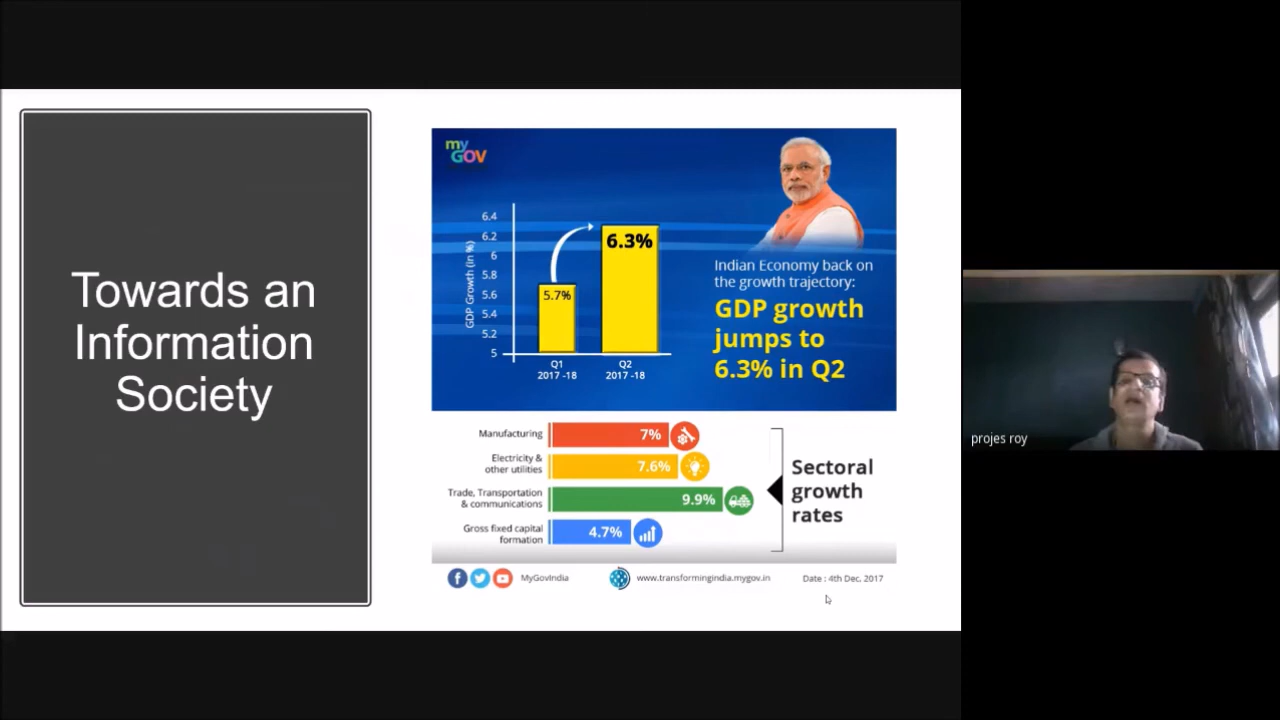 Towards an
Information
Society
my
GOV
GDP Growth (in %)
6.4
6.2
6
5.8
5.6
5.4
5.2
5
5.7%
6.3%
Q1
2017 -18
Q2
2017 -18
Indian Economy back on
the growth trajectory:
GDP growth
jumps to
6.3% in Q2
Manufacturing
7%
Electricity &
other utilities
7.6%
Trade, Transportation
& communications
9.9%
Gross fixed capital
formation
4.7%
Sectoral
growth
rates
MyGovIndia
www.transformingindia.mygov.in
Date : 4th Dec, 2017
projes roy